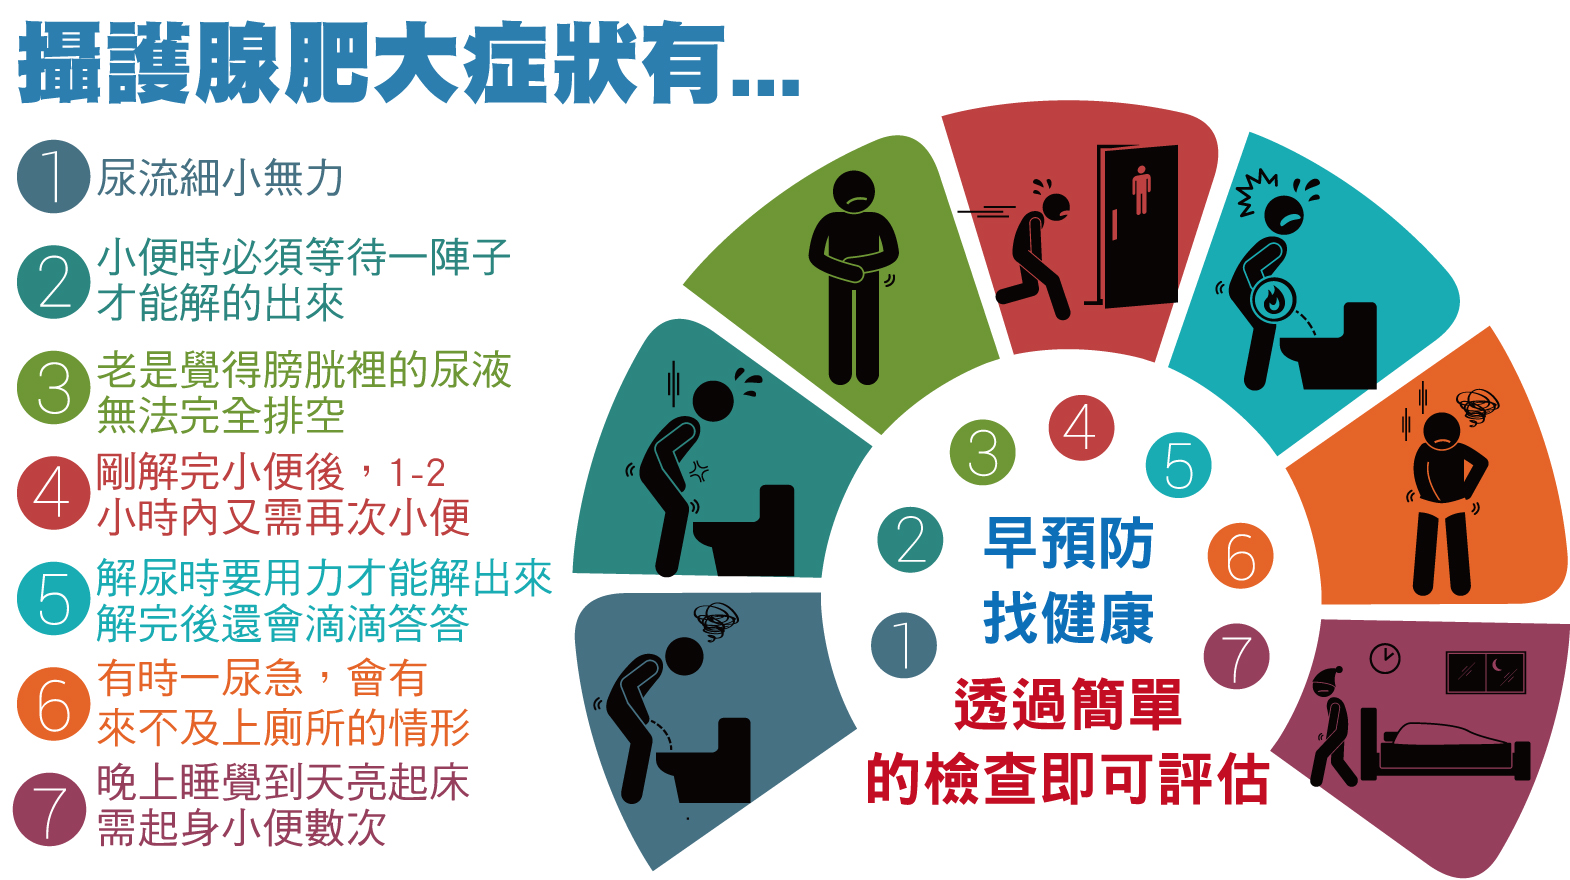 攝護腺肥大症狀有...
1 尿流細小無力
2 小便時必須等待一陣子
才能解的出來
3 老是覺得膀胱裡的尿液
無法完全排空
4 剛解完小便後，1-2
小時內又需再次小便
5 解尿時要用力才能解出來
解完後還會滴滴答答
6 有時一尿急，會有
來不及上廁所的情形
7 晚上睡覺到天亮起床
需起身小便數次
1
2
3
4
5
6
7
早預防
找健康
透過簡單
的檢查即可評估